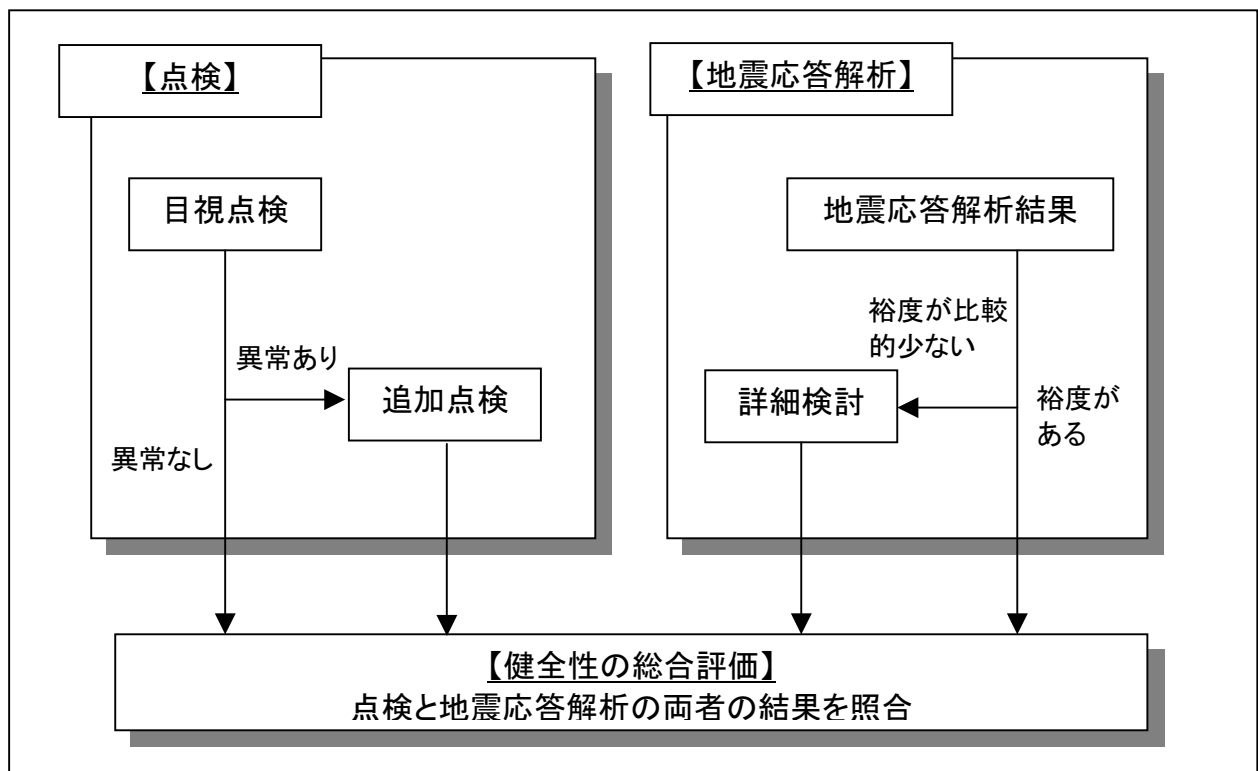 【点検】
目視点検
異常あり
追加点検
異常なし
【地震応答解析】
地震応答解析結果
裕度が比較
的少ない
詳細検討
裕度が
ある
【健全性の総合評価】
点検と地震応答解析の両者の結果を照合